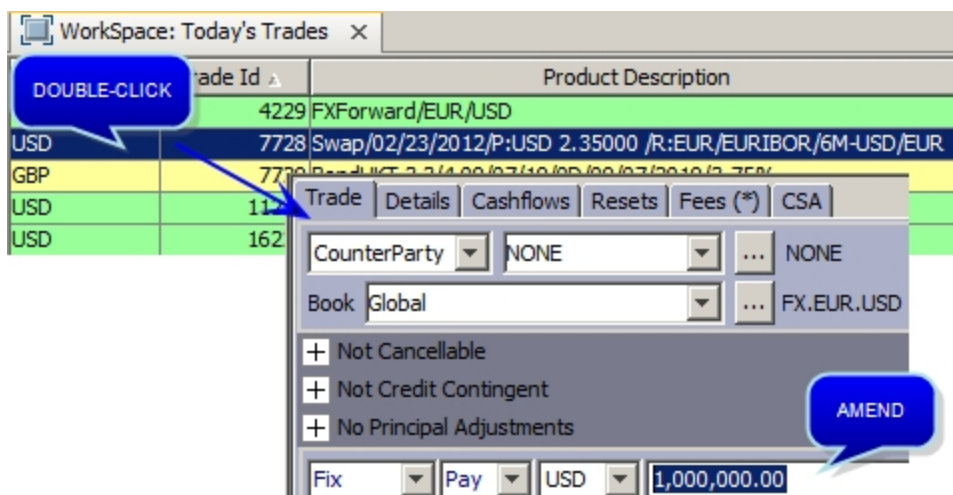 WorkSpace: Today's Trades ×
DOUBLE-CLICK
rade Id Product Description
4229 FXForward/EUR/USD
USD 7728 Swap/02/23/2012/P:USD 2.35000 /R:EUR/EURIBOR/6M-USD/EUR
GBP
USD
USD 162
Trade Details Cashflows Resets Fees (*) CSA
CounterParty NONE ... NONE
Book Global ... FX.EUR.USD
+ Not Cancellable
+ Not Credit Contingent
+ No Principal Adjustments
AMEND
Fix Pay USD 1,000,000.00